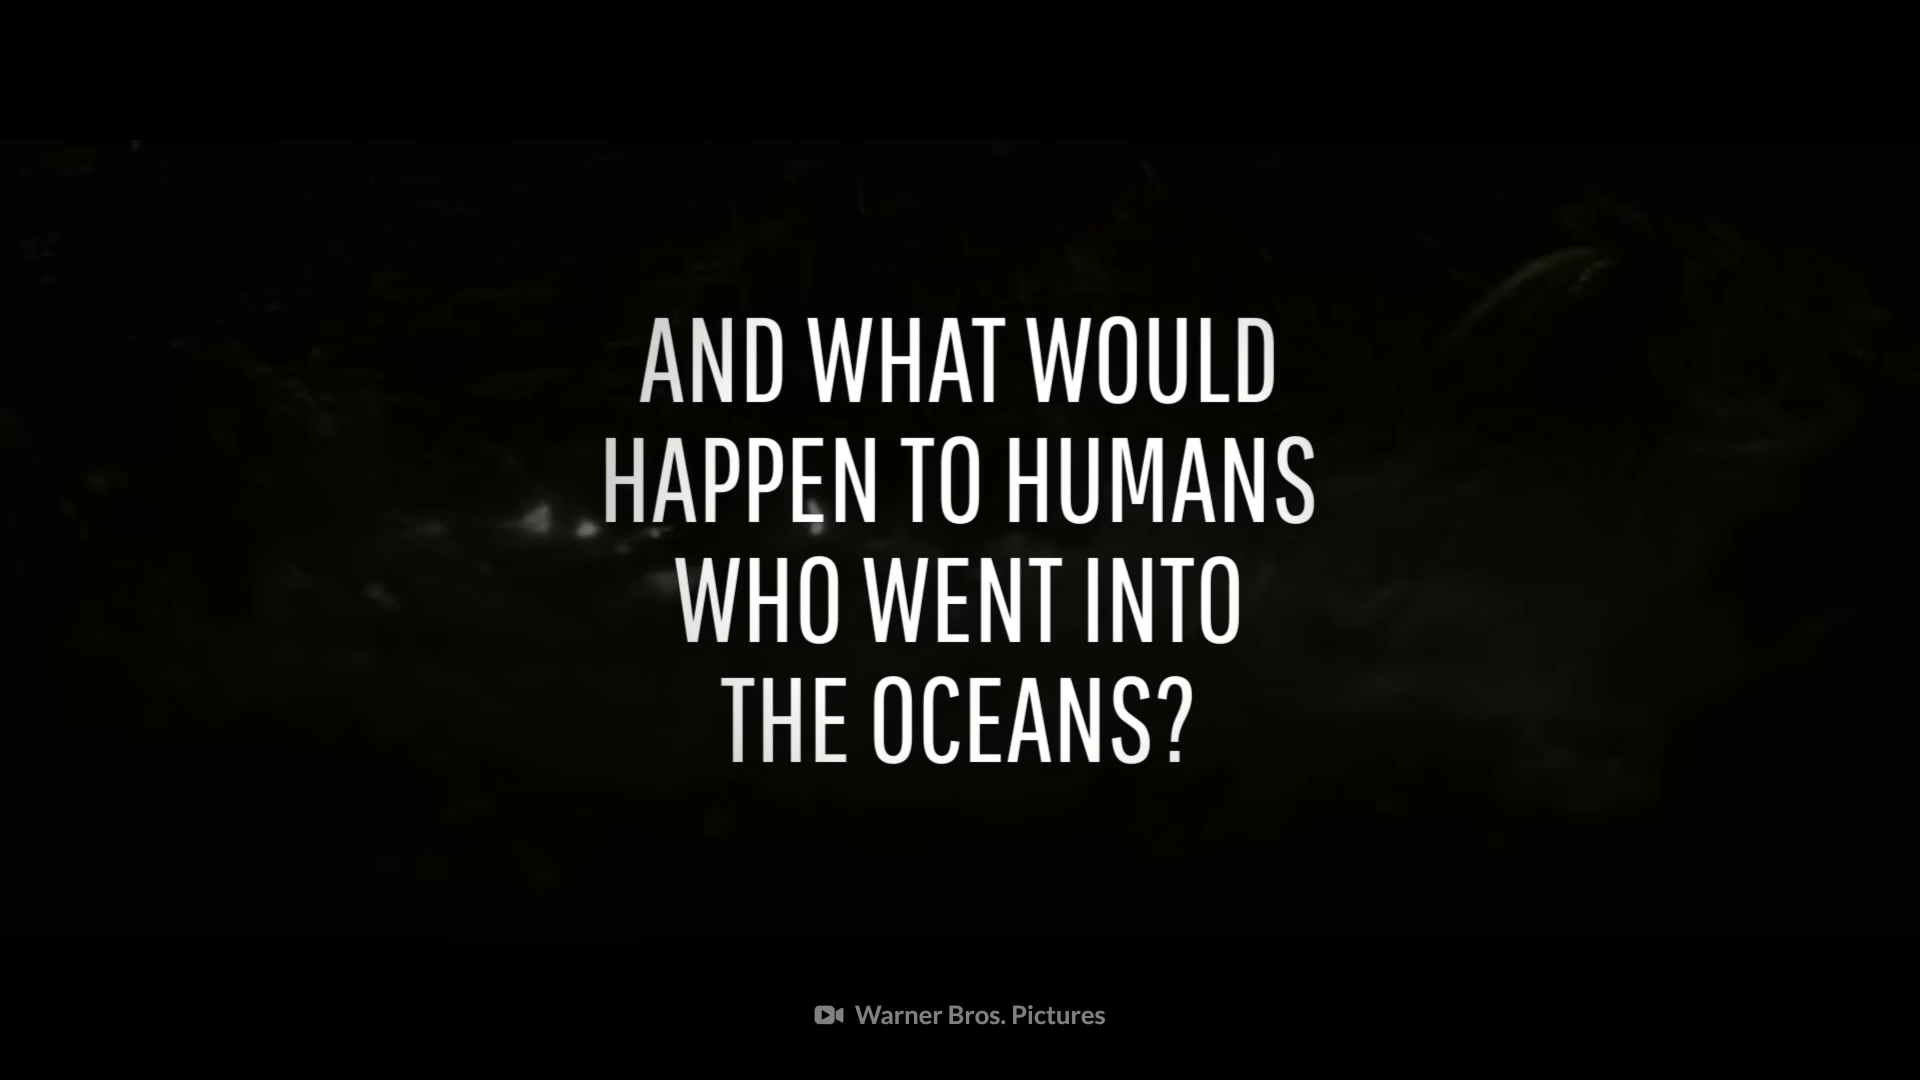 AND WHAT WOULD
HAPPEN TO HUMANS
WHO WENT INTO
THE OCEANS?
Warner Bros. Pictures